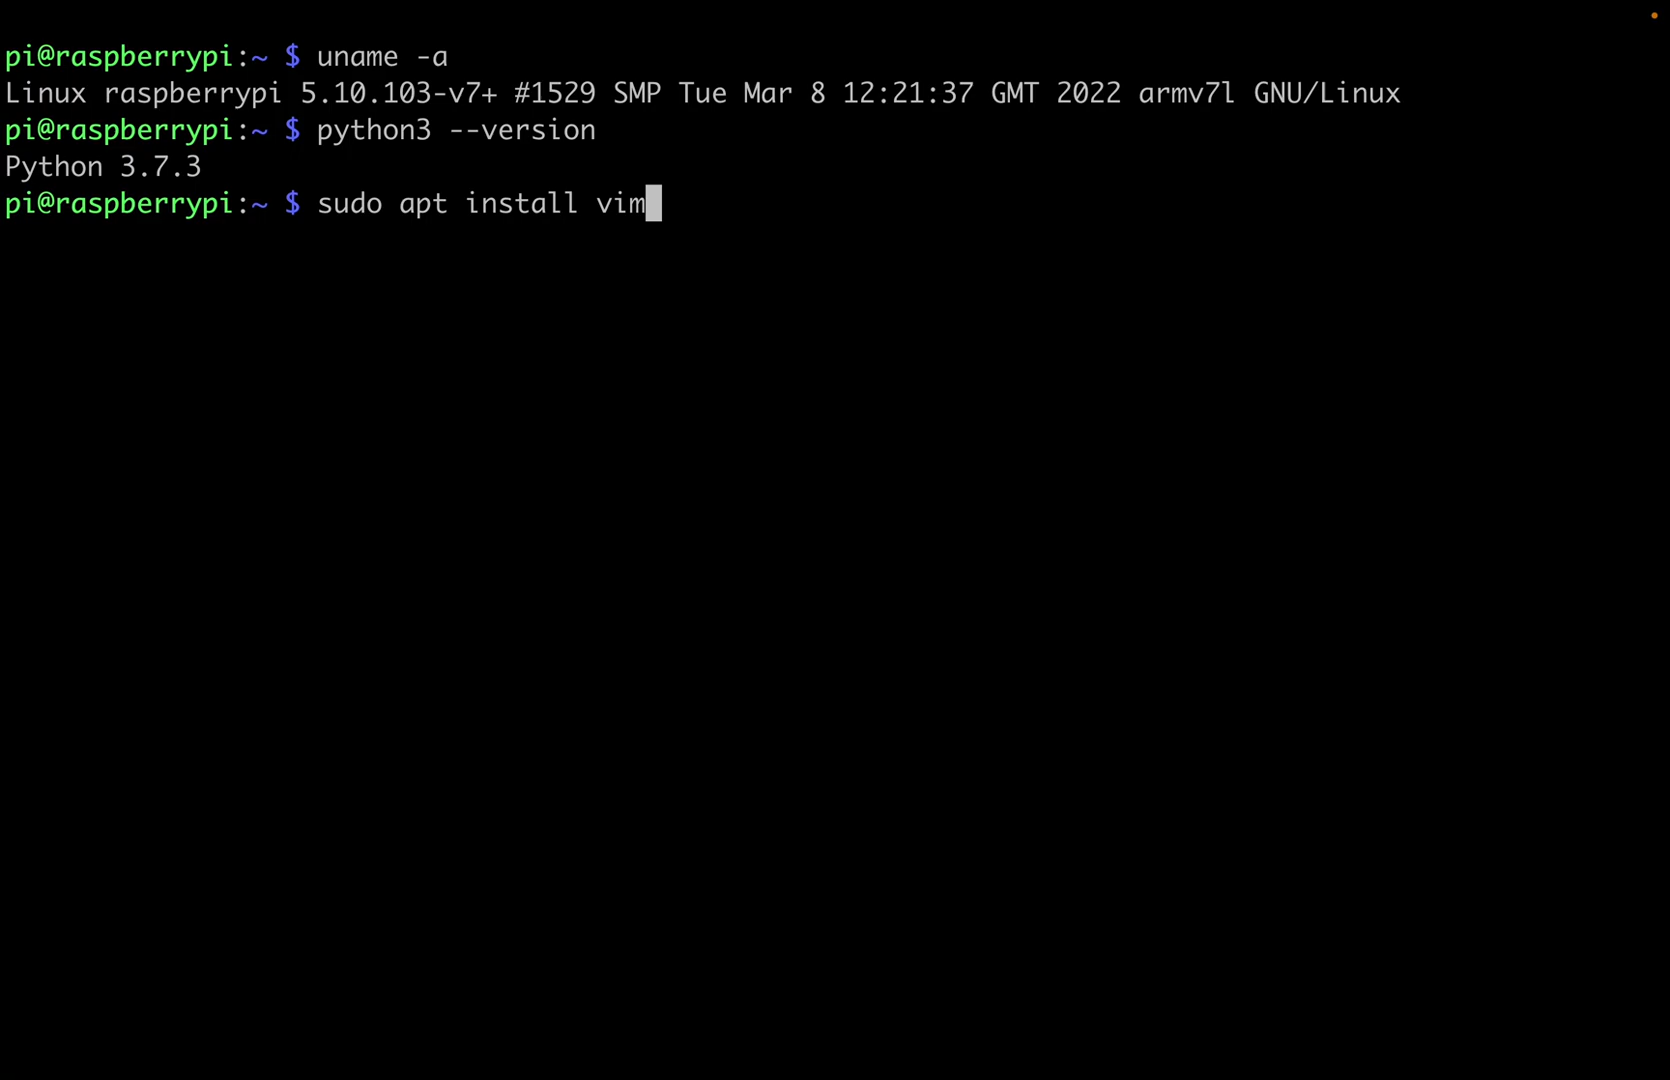 pi@raspberrypi:~ $ uname -a
Linux raspberrypi 5.10.103-v7+ #1529 SMP Tue Mar 8 12:21:37 GMT 2022 armv7l GNU/Linux
pi@raspberrypi:~ $ python3 --version
Python 3.7.3
pi@raspberrypi:~ $ sudo apt install vim